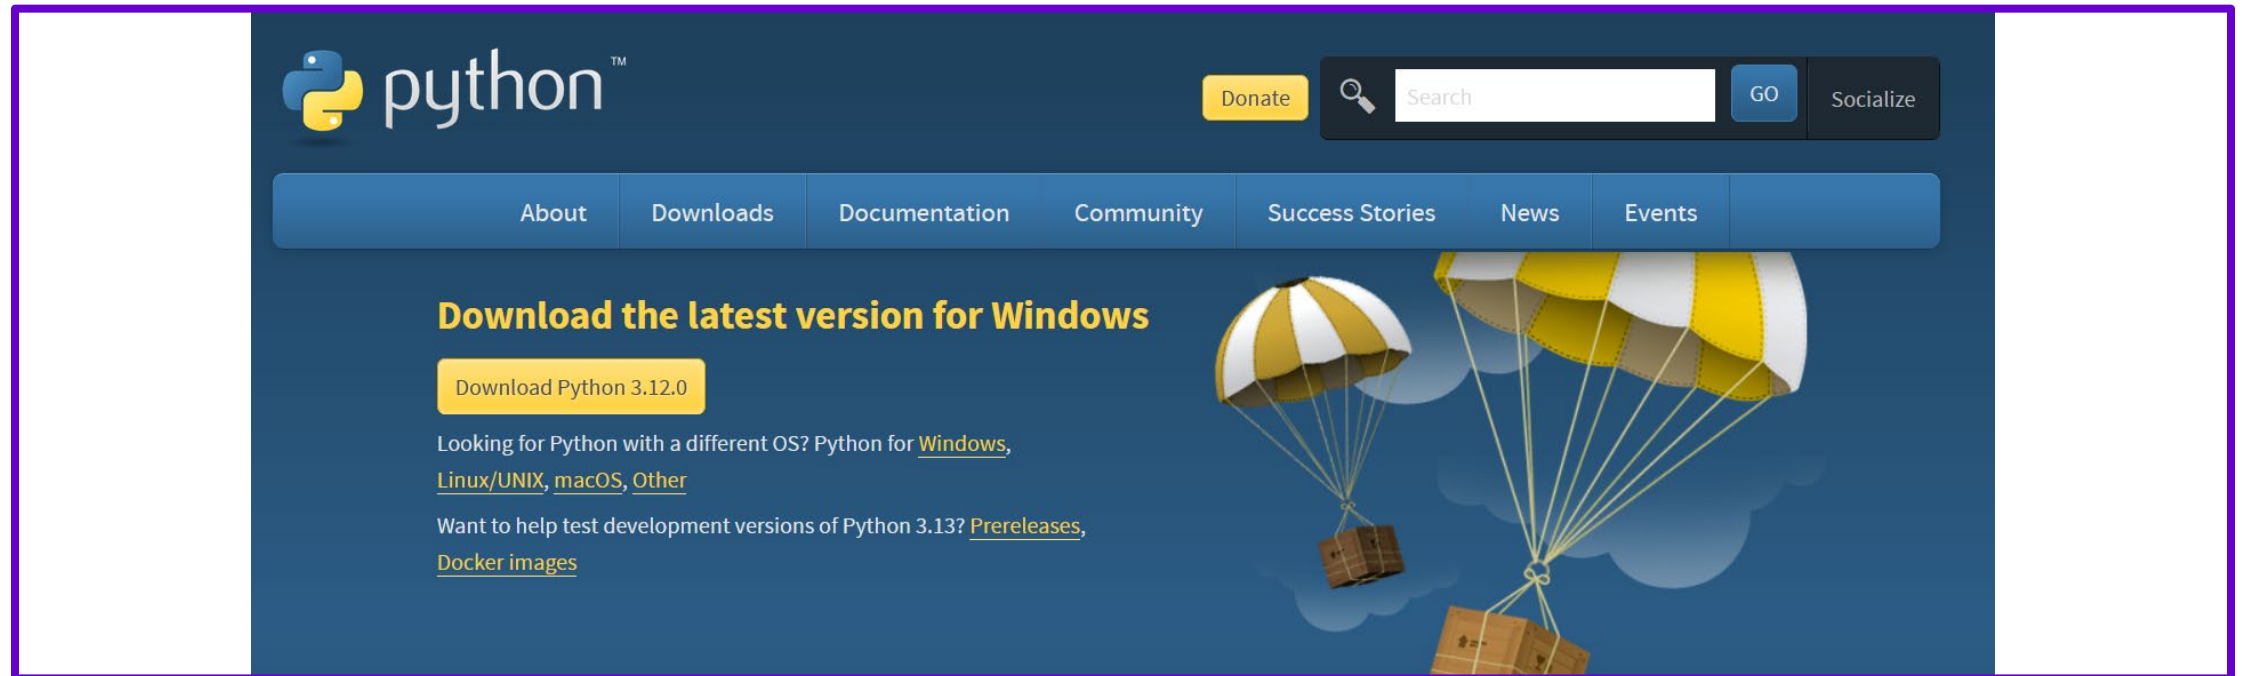 python™
Donate
Search
GO
Socialize
About
Downloads
Documentation
Community
Success Stories
News
Events
Download the latest version for Windows
Download Python 3.12.0
Looking for Python with a different OS? Python for Windows,
Linux/UNIX, macOS, Other
Want to help test development versions of Python 3.13? Prereleases,
Docker images